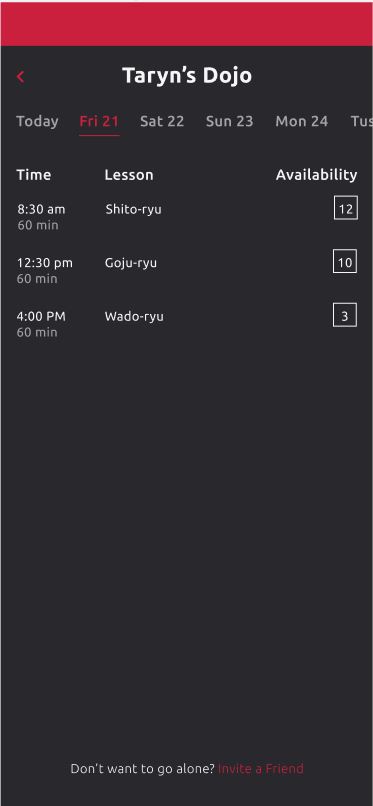 Taryn's Dojo
Today Fri 21 Sat 22 Sun 23 Mon 24 Tus
Time Lesson Availability
8:30 am Shito-ryu 12
60 min
12:30 pm Goju-ryu 10
60 min
4:00 PM Wado-ryu 3
60 min
Don't want to go alone? Invite a Friend